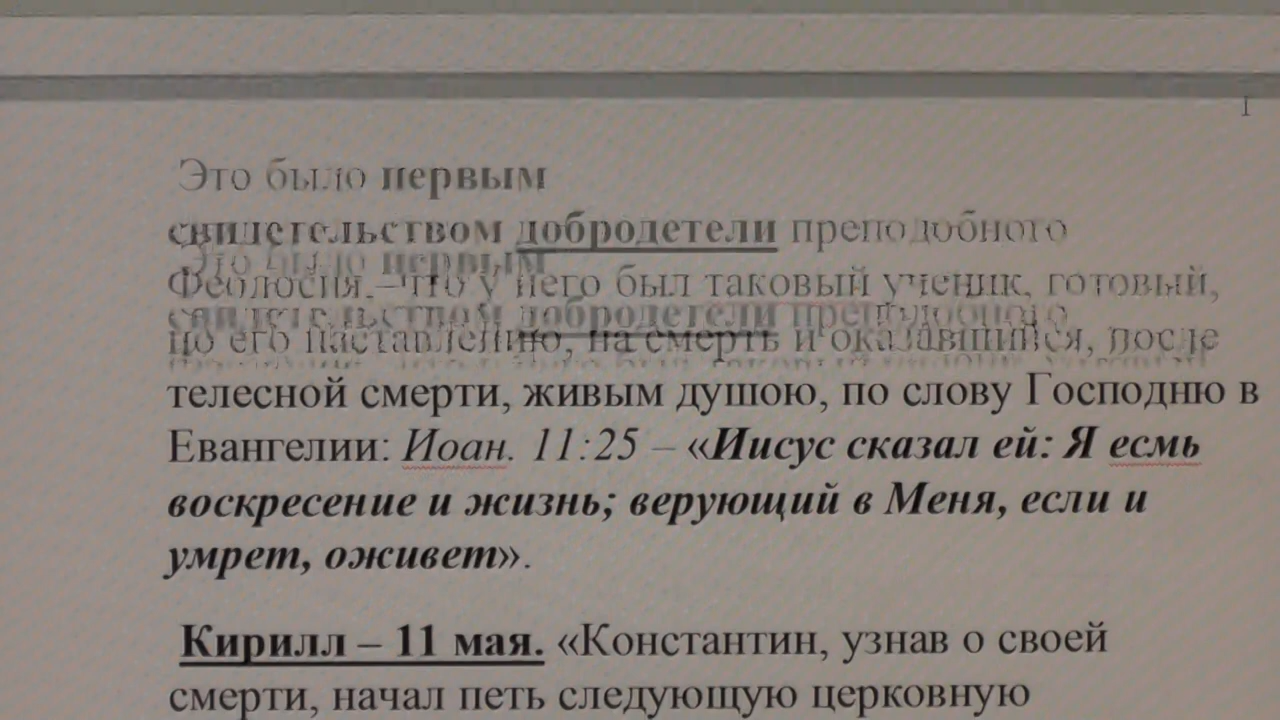 Это было первым
свидетельством добродетели преподобного
Феодосия,–что у него был таковый ученик, готовый,
по его наставлению, на смерть и оказавшийся, после
телесной смерти, живым душою, по слову Господню в
Евангелии: Иоан. 11:25 – «Иисус сказал ей: Я есмь
воскресение и жизнь; верующий в Меня, если и
умрет, оживет».
Кирилл – 11 мая. «Константин, узнав о своей
смерти, начал петь следующую церковную